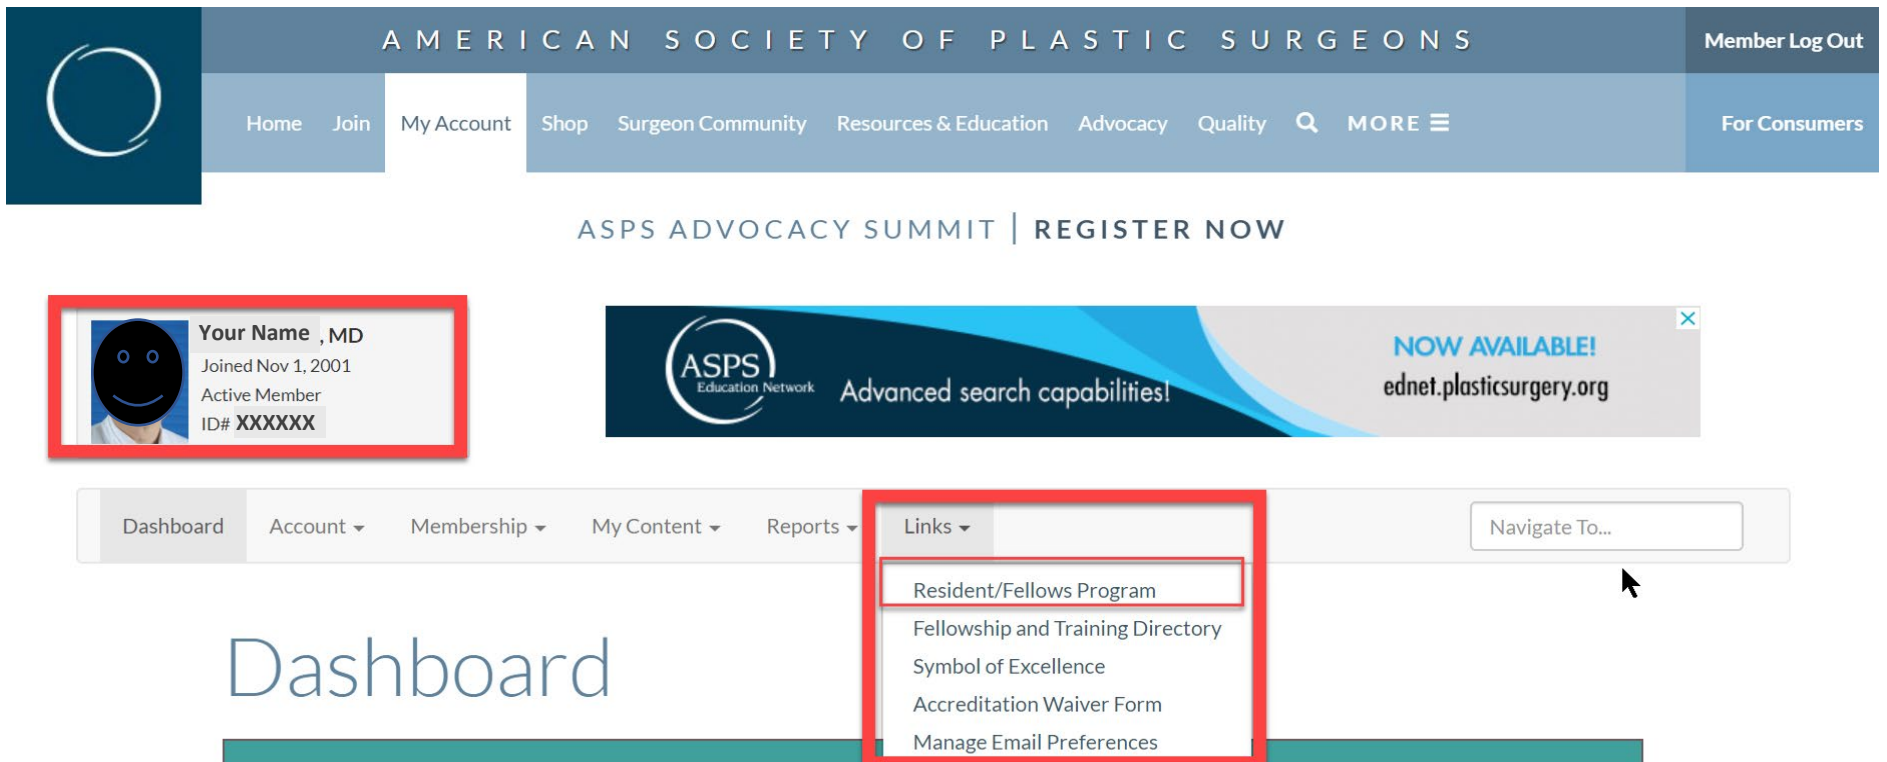 AMERICAN SOCIETY OF PLASTIC SURGEONS
Member Log Out
Home Join My Account Shop Surgeon Community Resources & Education Advocacy Quality MORE
For Consumers
ASPS ADVOCACY SUMMIT | REGISTER NOW
Your Name , MD
Joined Nov 1, 2001
Active Member
ID# XXXXXX
ASPS
Education Network
Advanced search capabilities!
NOW AVAILABLE!
ednet.plasticsurgery.org
Dashboard Account Membership My Content Reports Links
Navigate To...
Resident/Fellows Program
Fellowship and Training Directory
Symbol of Excellence
Accreditation Waiver Form
Manage Email Preferences
Dashboard